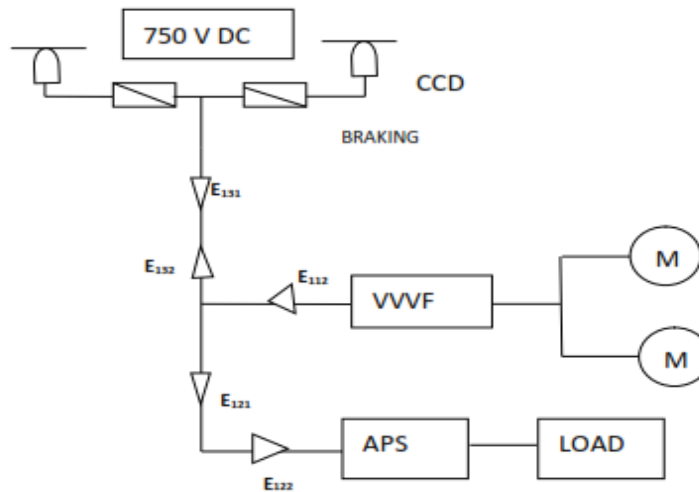 750 V DC
CCD
BRAKING
E₁₃₁
E₁₃₂
E₁₁₂
VVVF
M
M
E₁₂₁
APS
LOAD
E₁₂₂